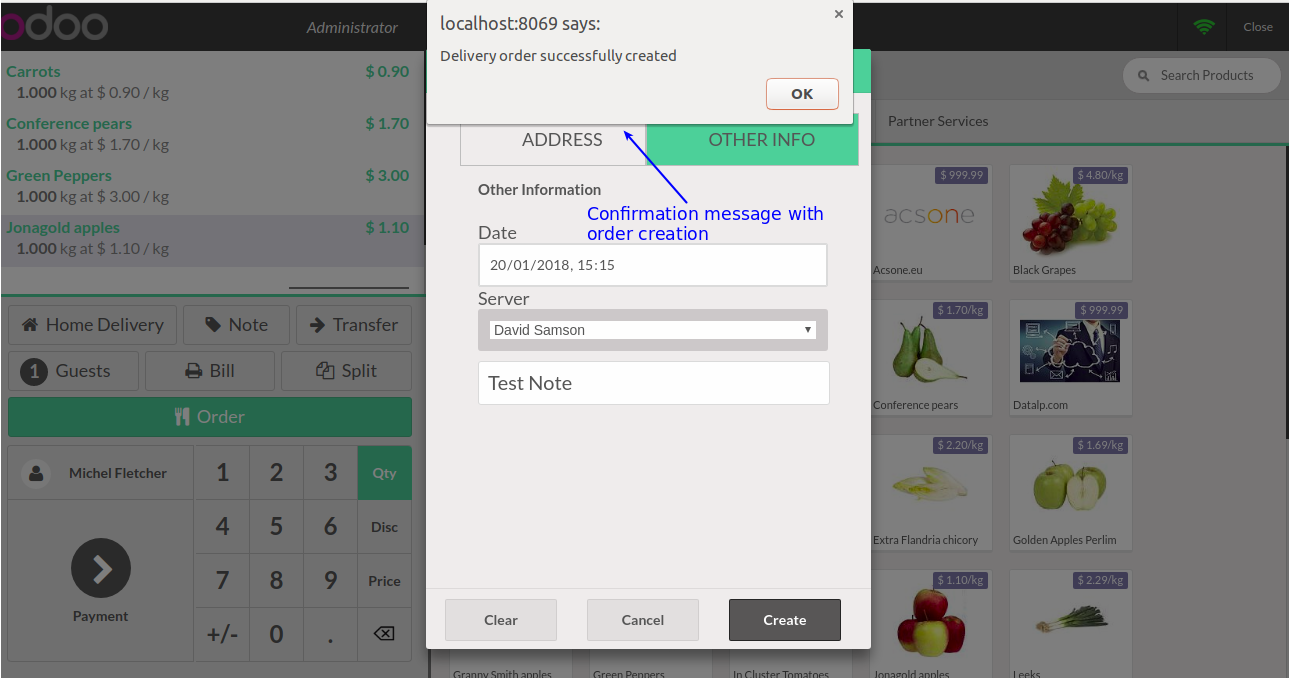 odoo
Administrator
Close
localhost:8069 says:
×
Delivery order successfully created
OK
Search Products
Partner Services
Carrots $ 0.90
1.000 kg at $ 0.90 / kg
Conference pears $ 1.70
1.000 kg at $ 1.70 / kg
Green Peppers $ 3.00
1.000 kg at $ 3.00 / kg
Jonagold apples $ 1.10
1.000 kg at $ 1.10 / kg
Home Delivery
Note
Transfer
1 Guests
Bill
Split
Order
Michel Fletcher
1 2 3 Qty
4 5 6 Disc
7 8 9 Price
+/- 0 .
Payment
ADDRESS
OTHER INFO
Other Information
Confirmation message with
order creation
Date
20/01/2018, 15:15
Server
David Samson
Test Note
Clear
Cancel
Create
$ 999.99
acsone
Acsone.eu
$ 4.80/kg
Black Grapes
$ 1.70/kg
Conference pears
$ 999.99
Datalp.com
$ 2.20/kg
Extra Flandria chicory
$ 1.69/kg
Golden Apples Perlim
$ 1.10/kg
$ 2.29/kg
Granny Smith apples
Green Peppers
In Cluster Tomatoes
Jonagold apples
Leeks